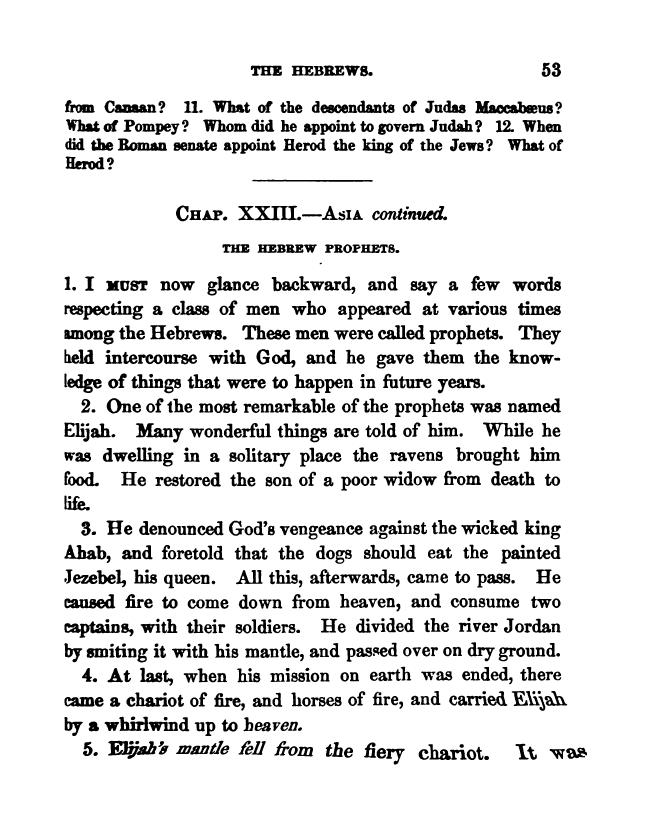 THE HEBREWS. 53
from Canaan? 11. What of the descendants of Judas Maccabæus?
What of Pompey? Whom did he appoint to govern Judah? 12. When
did the Roman senate appoint Herod the king of the Jews? What of
Herod?
CHAP. XXIII.—ASIA continued.
THE HEBREW PROPHETS.
1. I MUST now glance backward, and say a few words
respecting a class of men who appeared at various times
among the Hebrews. These men were called prophets. They
held intercourse with God, and he gave them the know-
ledge of things that were to happen in future years.
2. One of the most remarkable of the prophets was named
Elijah. Many wonderful things are told of him. While he
was dwelling in a solitary place the ravens brought him
food. He restored the son of a poor widow from death to
life.
3. He denounced God's vengeance against the wicked king
Ahab, and foretold that the dogs should eat the painted
Jezebel, his queen. All this, afterwards, came to pass. He
caused fire to come down from heaven, and consume two
captains, with their soldiers. He divided the river Jordan
by smiting it with his mantle, and passed over on dry ground.
4. At last, when his mission on earth was ended, there
came a chariot of fire, and horses of fire, and carried Elijah
by a whirlwind up to heaven.
5. Elijah's mantle fell from the fiery chariot. It was